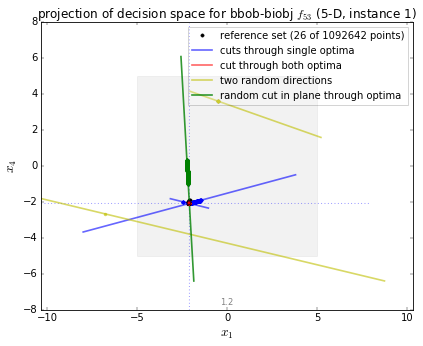 projection of decision space for bbob-biobj f₅₃ (5-D, instance 1)
reference set (26 of 1092642 points)
cuts through single optima
cut through both optima
two random directions
random cut in plane through optima
8
6
4
2
0
−2
−4
−6
−8
x₄
1.2
−10 −5 0 5 10
x₁